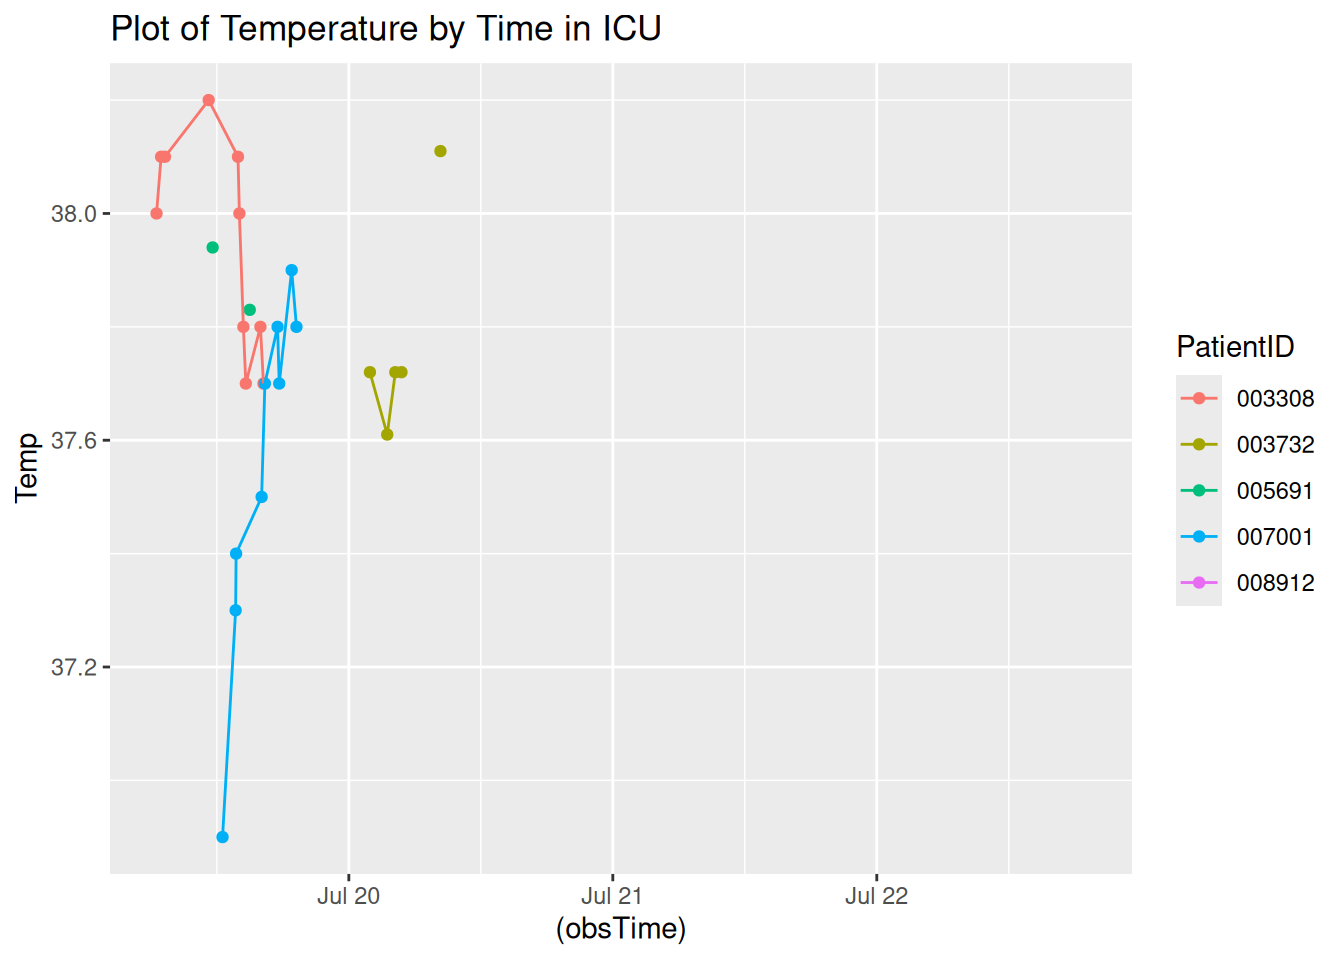 Plot of Temperature by Time in ICU
38.0
37.6
37.2
Temp
Jul 20
Jul 21
Jul 22
(obsTime)
PatientID
003308
003732
005691
007001
008912